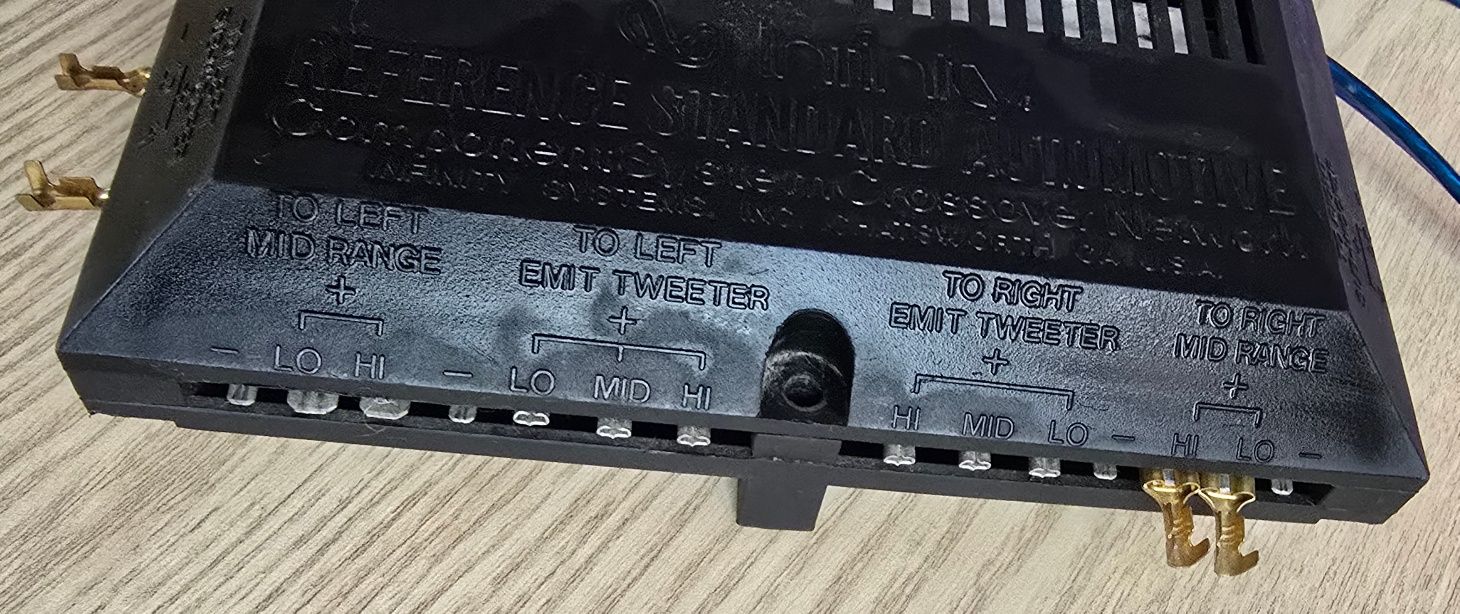 Infinity
REFERENCE STANDARD AUTOMOTIVE
Component System Crossover Network
INFINITY SYSTEMS, INC. CHATSWORTH CA. U.S.A.
TO LEFT
MID RANGE
+
– LO HI
TO LEFT
EMIT TWEETER
+
– LO MID HI
TO RIGHT
EMIT TWEETER
+
HI MID LO –
TO RIGHT
MID RANGE
+
HI LO –